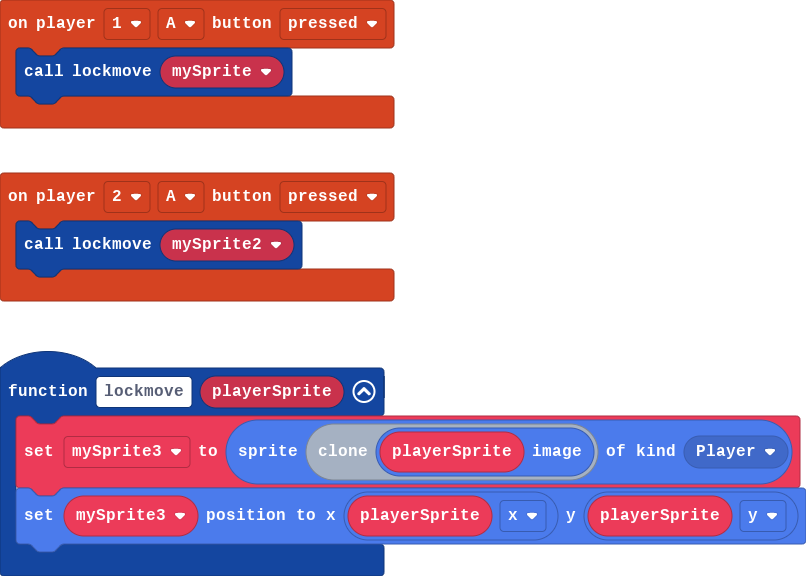 on player 1 A button pressed
call lockmove mySprite
on player 2 A button pressed
call lockmove mySprite2
function lockmove playerSprite
set mySprite3 to sprite clone playerSprite image of kind Player
set mySprite3 position to x playerSprite x y playerSprite y